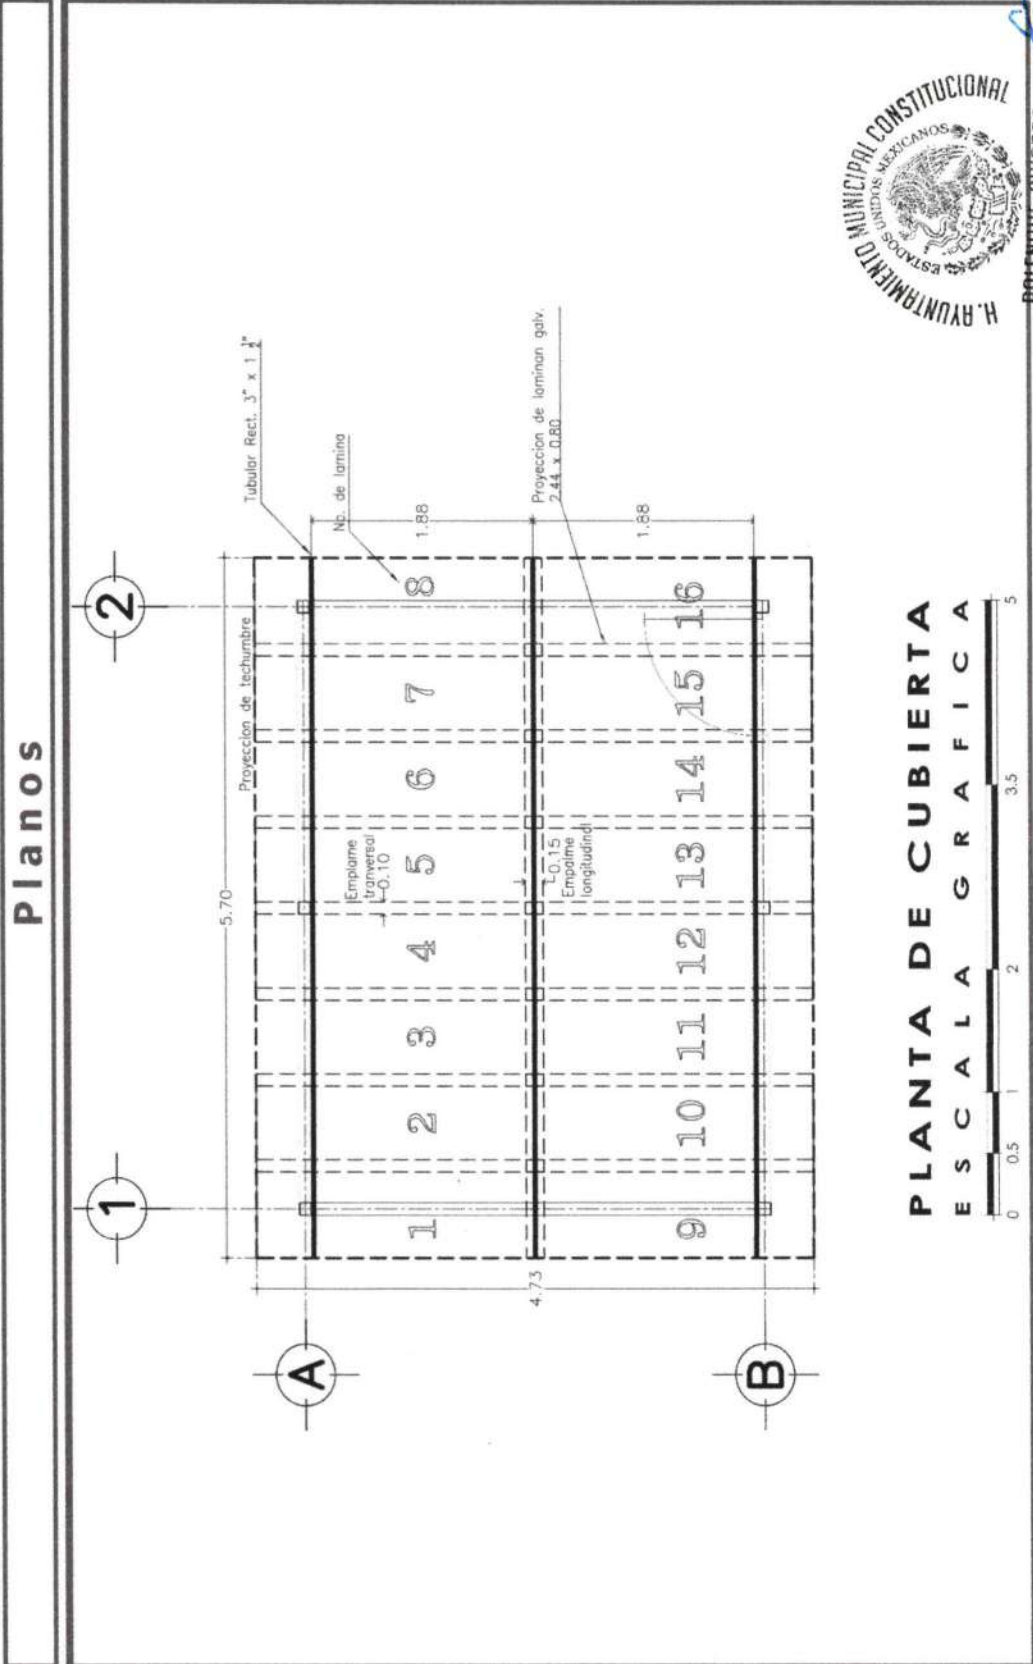 Planos
1
2
Tubular Rect. 3" x 1 ½"
5.70
Proyeccion de techumbre
No. de lamina
A
Emplame
tranversal
0.10
1 2 3 4 5 6 7 8
1.88
4.73
0.15
Empalme
longitudinal
Proyeccion de laminan galv.
2.44 x 0.80
9 10 11 12 13 14 15 16
1.88
B
PLANTA DE CUBIERTA
ESCALA GRAFICA
0 0.5 1 2 3.5 5
H. AYUNTAMIENTO MUNICIPAL CONSTITUCIONAL
ESTADOS UNIDOS MEXICANOS